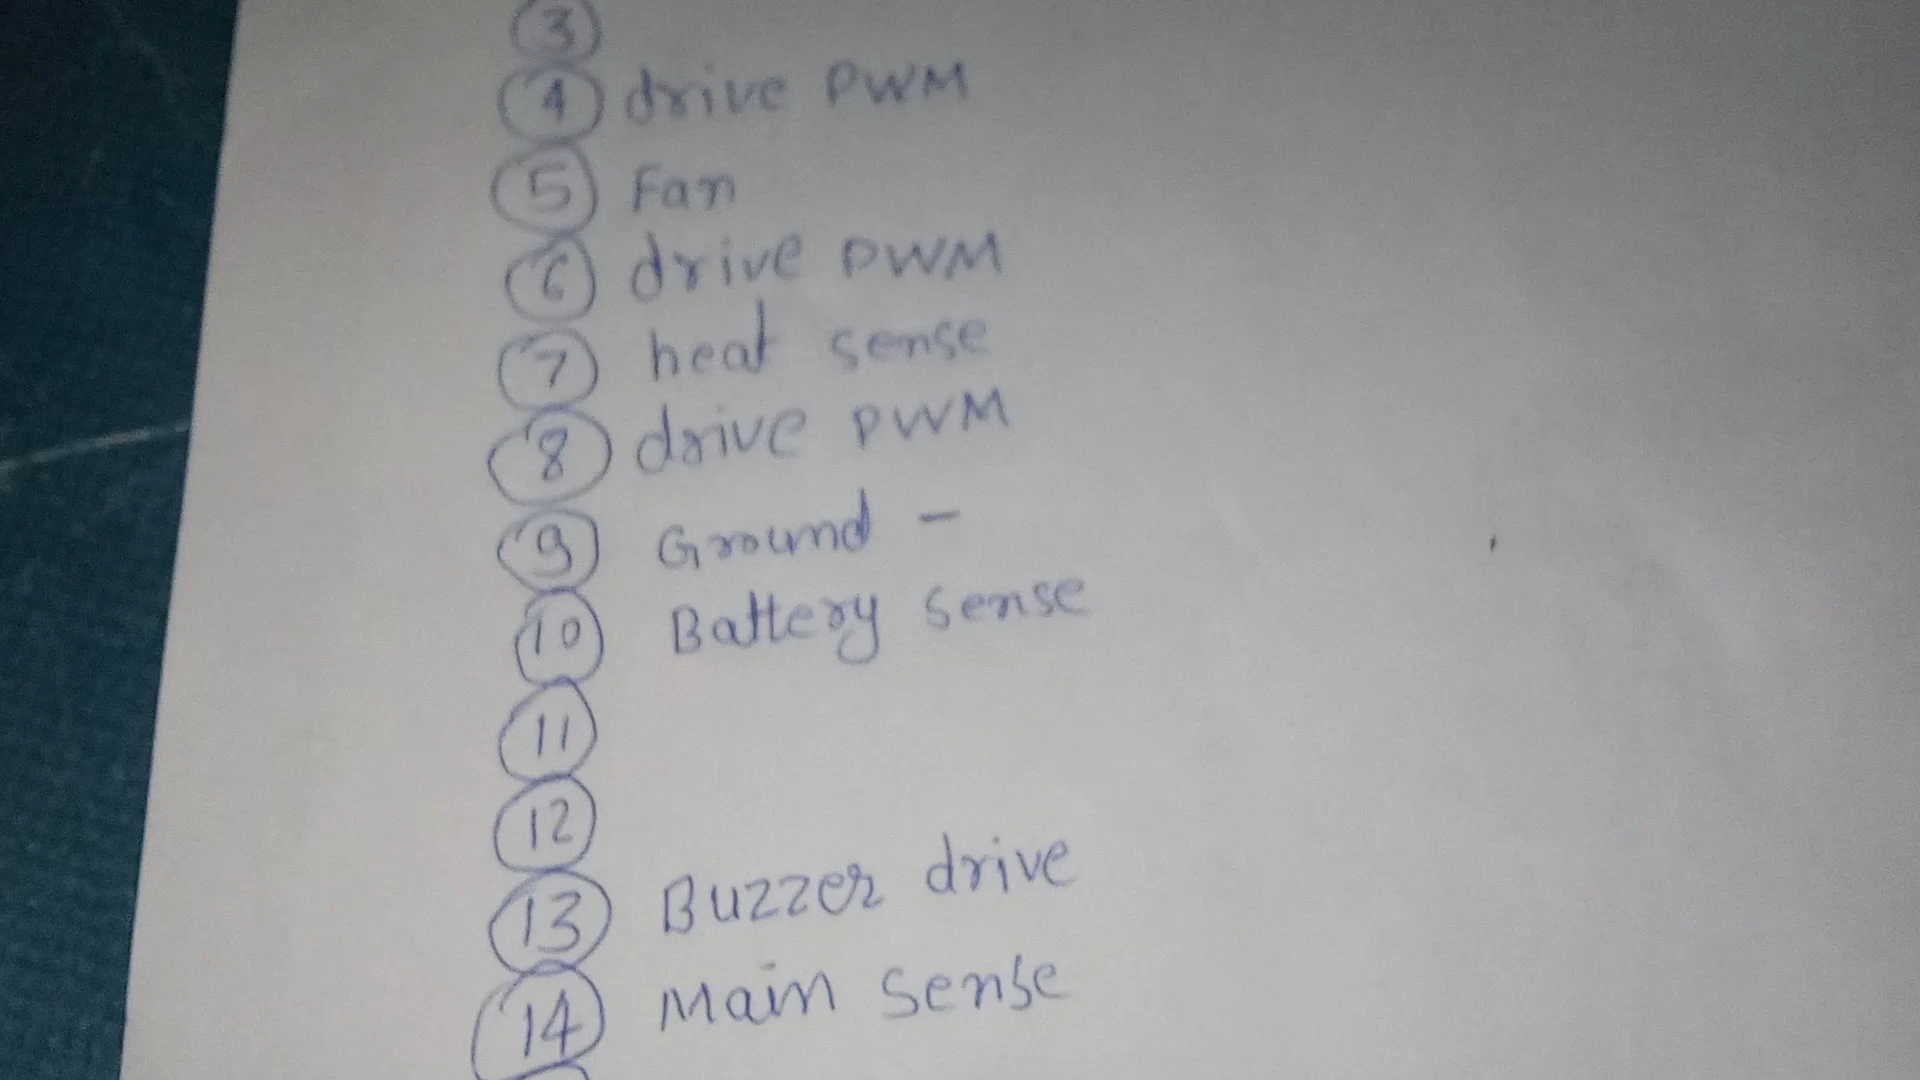 3
4 drive PWM
5 Fan
6 drive PWM
7 heat sense
8 drive PWM
9 Ground -
10 Battery sense
11
12
13 Buzzer drive
14 Main sense